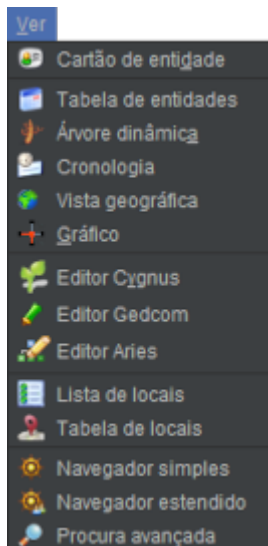 Ver
Cartão de entidade
Tabela de entidades
Árvore dinâmica
Cronologia
Vista geográfica
Gráfico
Editor Cygnus
Editor Gedcom
Editor Aries
Lista de locais
Tabela de locais
Navegador simples
Navegador estendido
Procura avançada